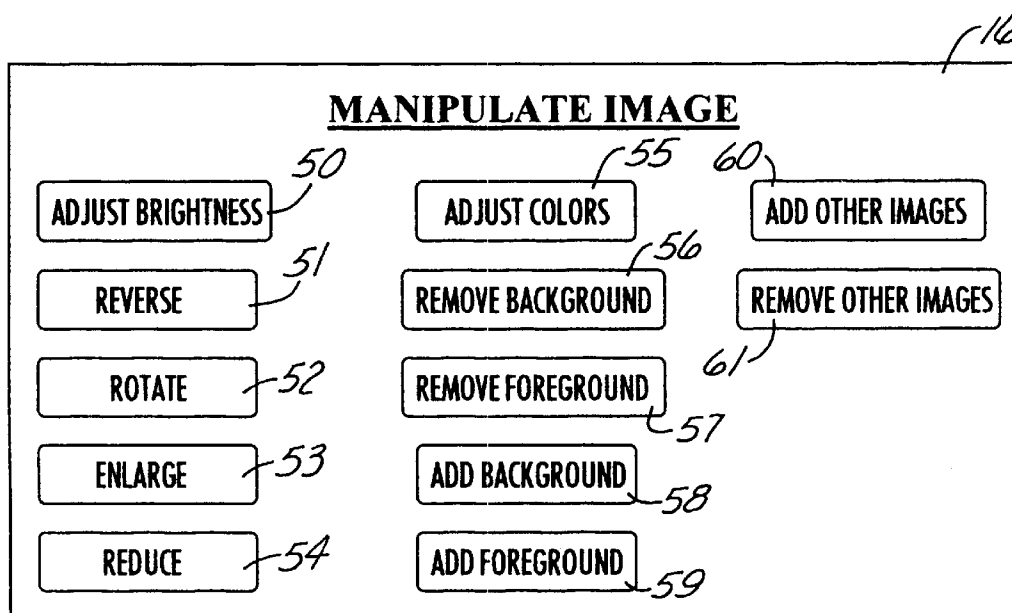 16
MANIPULATE IMAGE
50 55 60
ADJUST BRIGHTNESS ADJUST COLORS ADD OTHER IMAGES
51 56
REVERSE REMOVE BACKGROUND REMOVE OTHER IMAGES
61
ROTATE 52 REMOVE FOREGROUND
57
ENLARGE 53 ADD BACKGROUND
58
REDUCE 54 ADD FOREGROUND
59